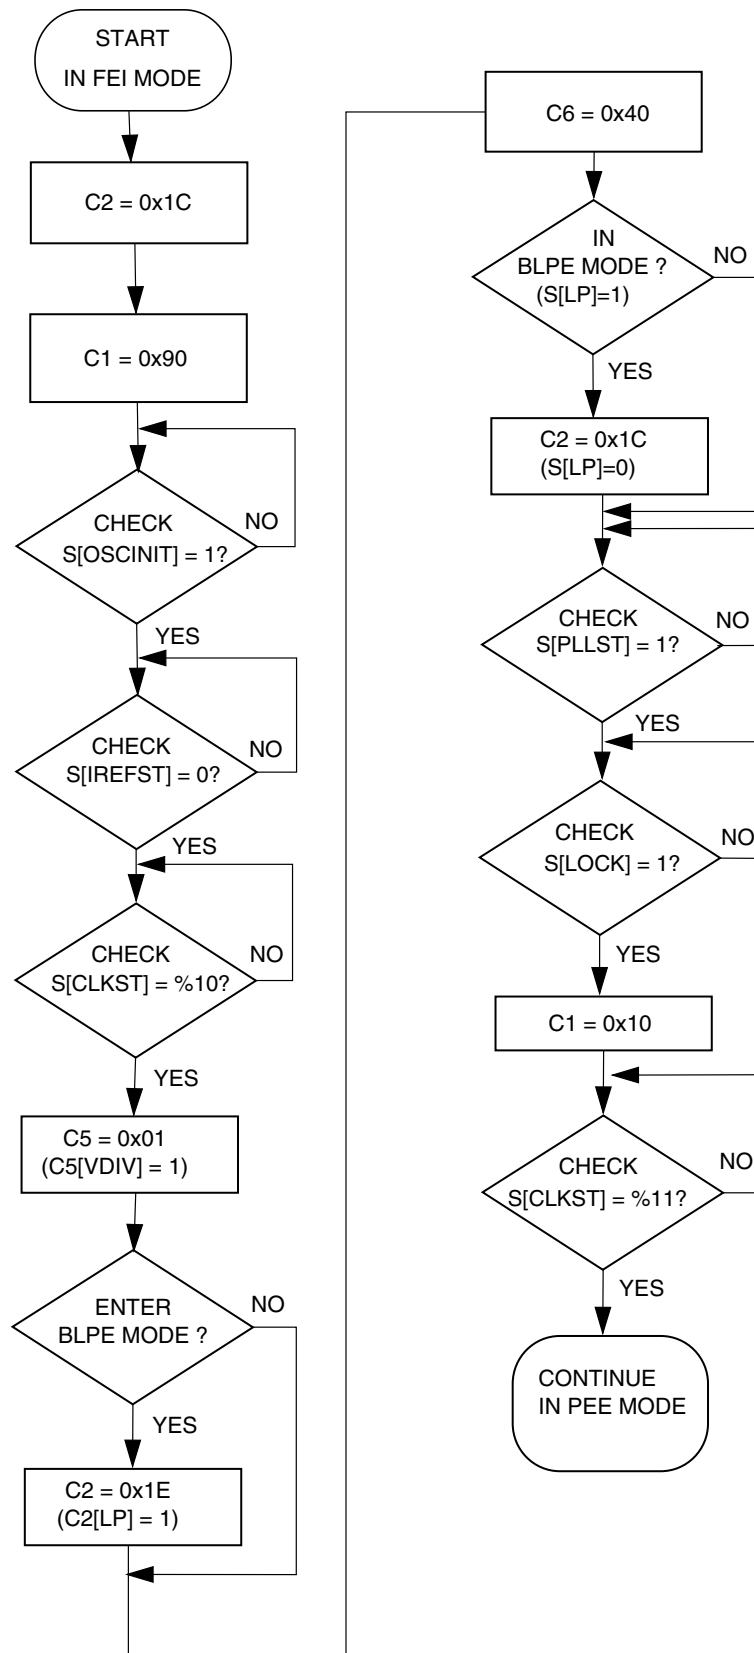 START
IN FEI MODE
C2 = 0x1C
C1 = 0x90
CHECK
S[OSCINIT] = 1?
NO
YES
CHECK
S[IREFST] = 0?
NO
YES
CHECK
S[CLKST] = %10?
NO
YES
C5 = 0x01
(C5[VDIV] = 1)
ENTER
BLPE MODE ?
NO
YES
C2 = 0x1E
(C2[LP] = 1)
C6 = 0x40
IN
BLPE MODE ?
(S[LP]=1)
NO
YES
C2 = 0x1C
(S[LP]=0)
CHECK
S[PLLST] = 1?
NO
YES
CHECK
S[LOCK] = 1?
NO
YES
C1 = 0x10
CHECK
S[CLKST] = %11?
NO
YES
CONTINUE
IN PEE MODE